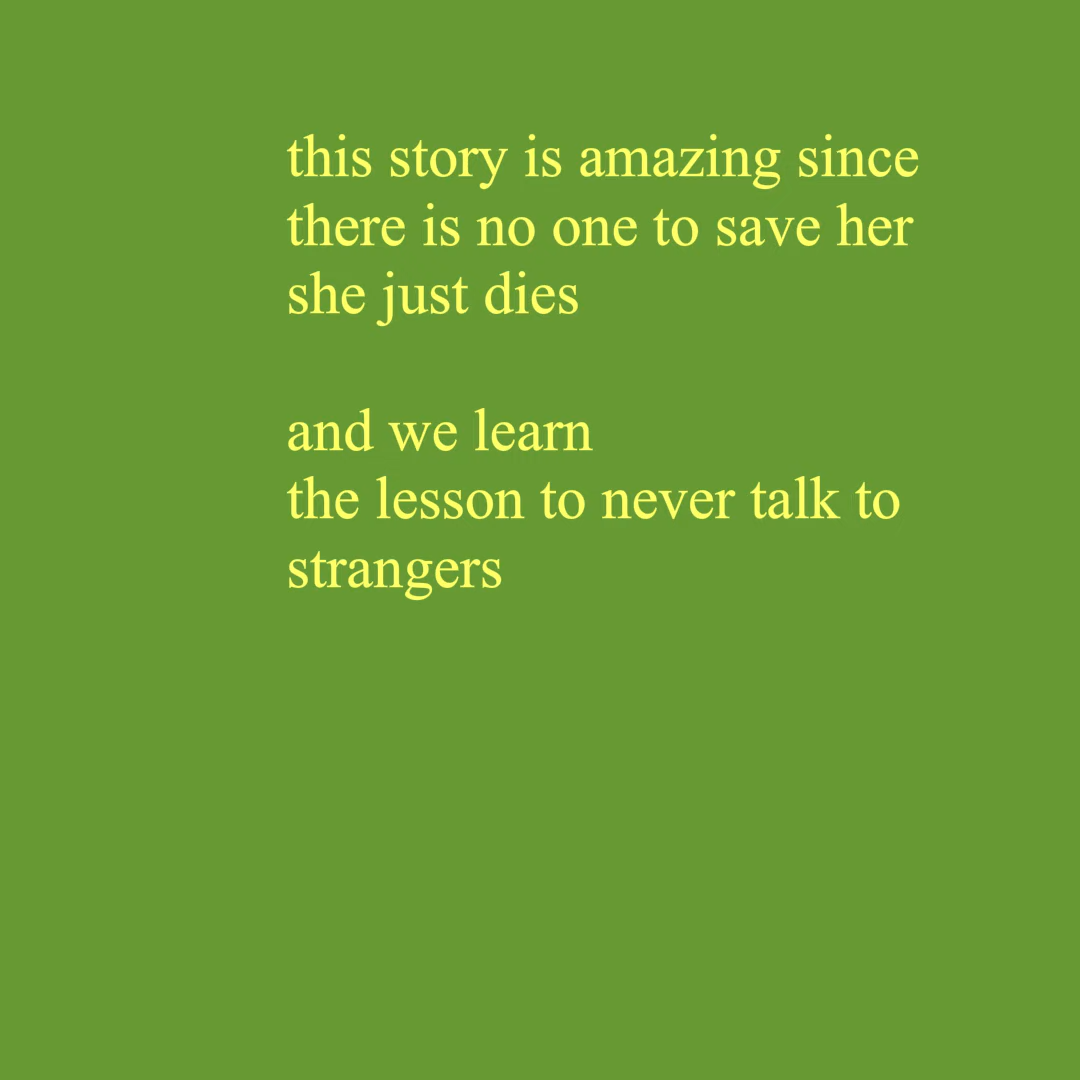 this story is amazing since
there is no one to save her
she just dies
and we learn
the lesson to never talk to
strangers